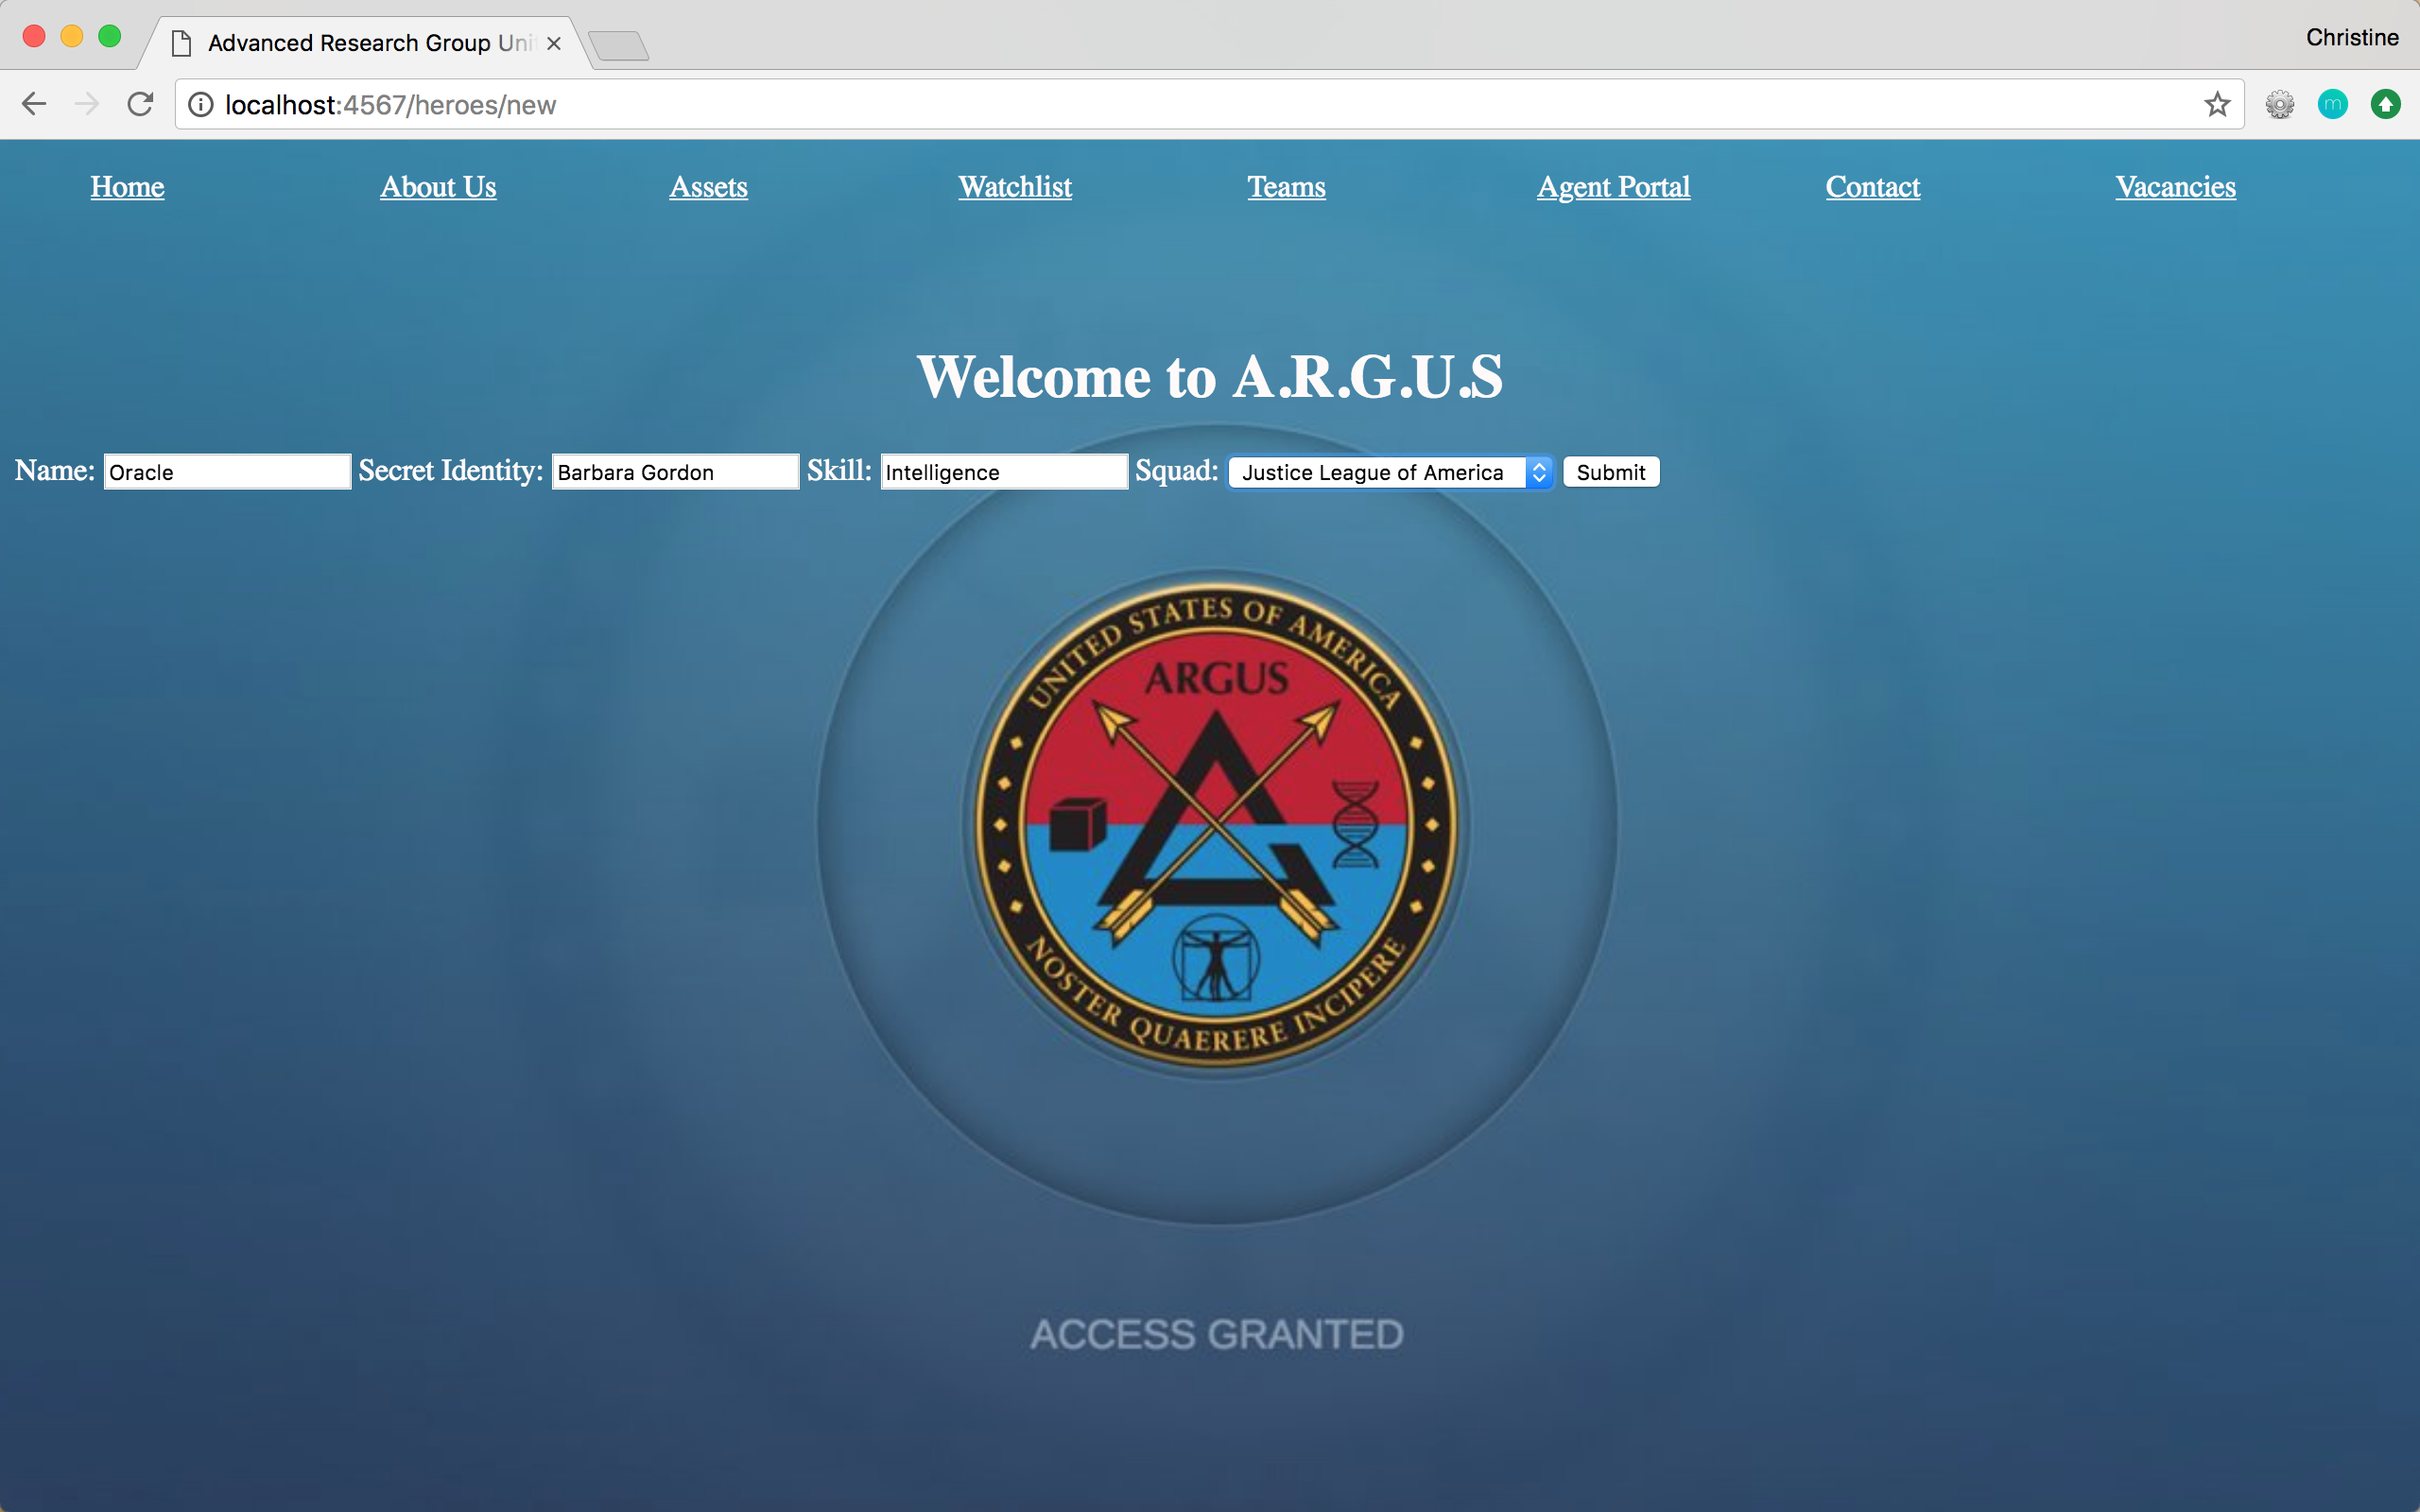 Advanced Research Group Uni
Christine
localhost:4567/heroes/new
m
Home About Us Assets Watchlist Teams Agent Portal Contact Vacancies
Welcome to A.R.G.U.S
Name: Oracle Secret Identity: Barbara Gordon Skill: Intelligence Squad: Justice League of America Submit
UNITED STATES OF AMERICA
ARGUS
NOSTER QUAERERE INCIPERE
ACCESS GRANTED